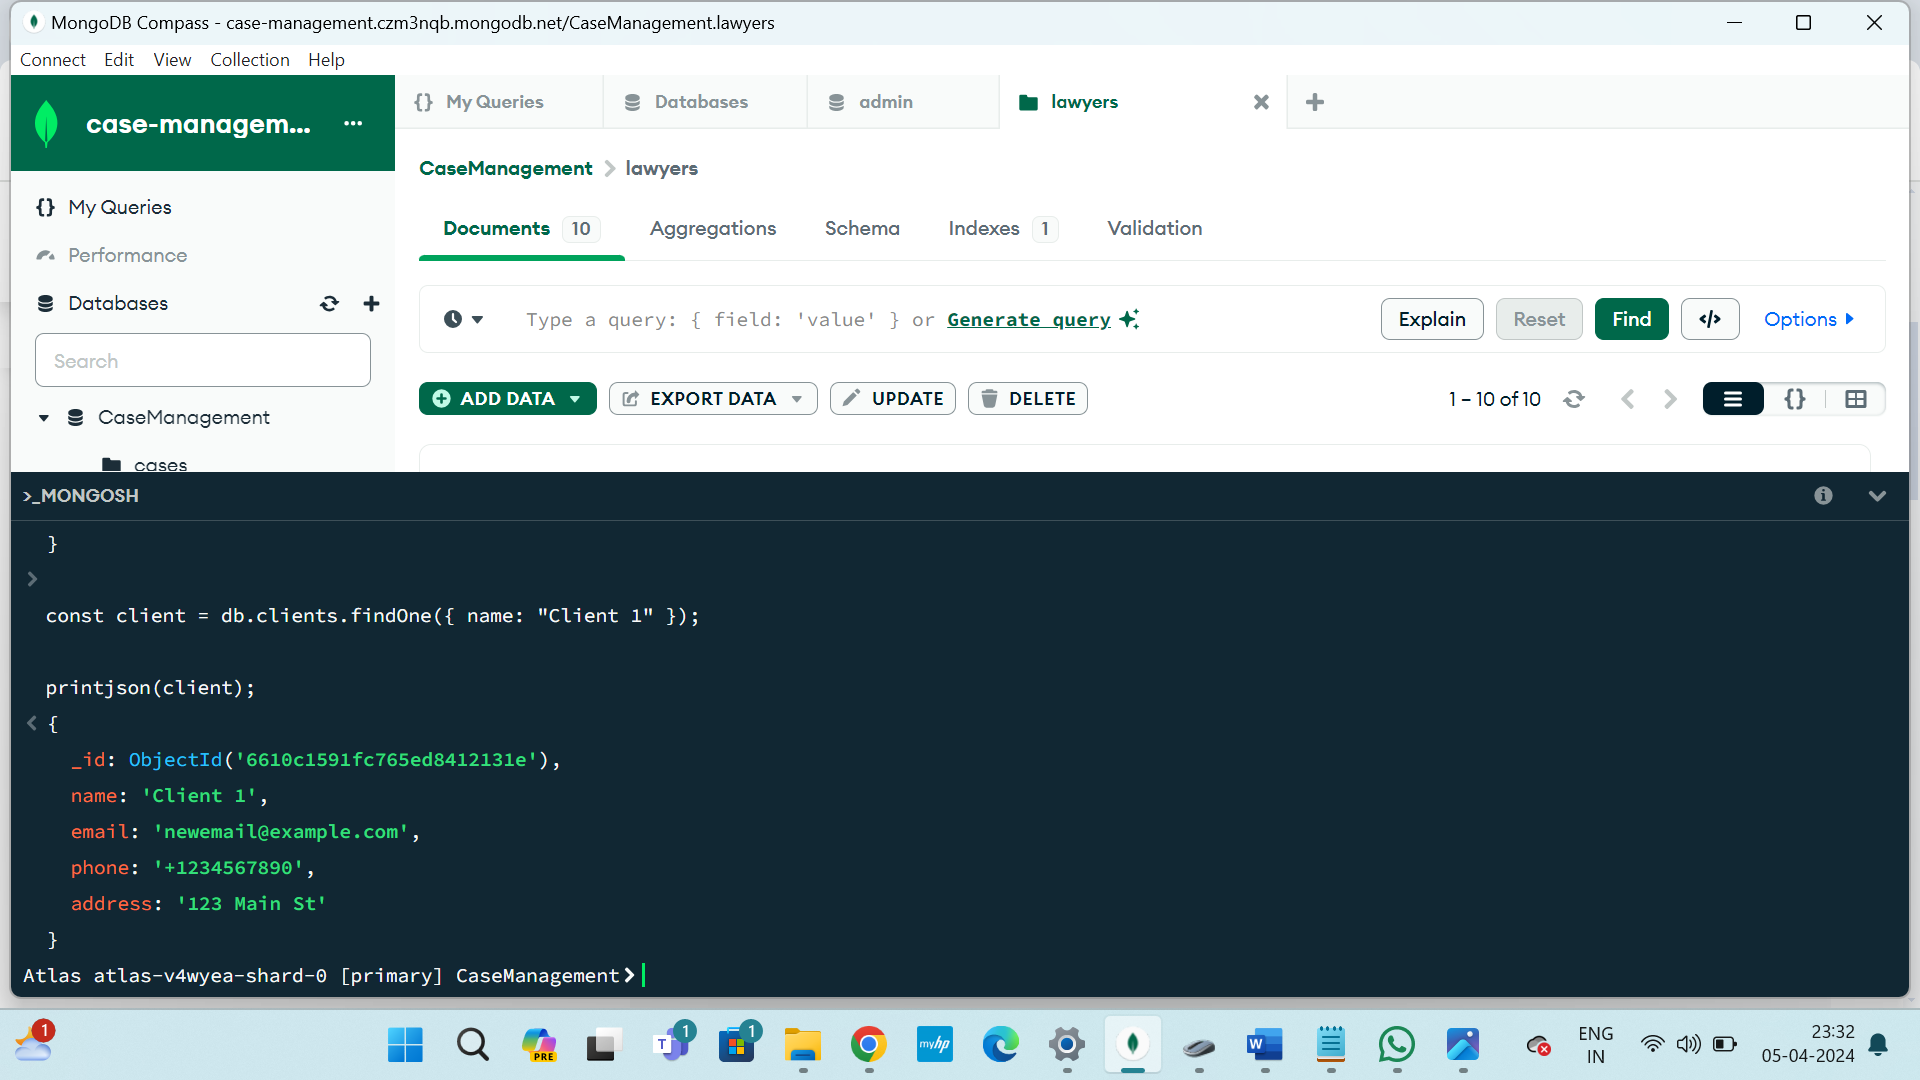 MongoDB Compass - case-management.czm3nqb.mongodb.net/CaseManagement.lawyers
Connect Edit View Collection Help
case-managem... ···
{} My Queries Databases admin lawyers
My Queries
Performance
Databases
Search
CaseManagement
cases
CaseManagement > lawyers
Documents 10 Aggregations Schema Indexes 1 Validation
Type a query: { field: 'value' } or Generate query Explain Reset Find </> Options
ADD DATA EXPORT DATA UPDATE DELETE 1 – 10 of 10 {}
>_MONGOSH
}
>
const client = db.clients.findOne({ name: "Client 1" });
printjson(client);
< {
_id: ObjectId('6610c1591fc765ed8412131e'),
name: 'Client 1',
email: 'newemail@example.com',
phone: '+1234567890',
address: '123 Main St'
}
Atlas atlas-v4wyea-shard-0 [primary] CaseManagement>
1 PRE T 1 1 myhp W ENG
IN
23:32
05-04-2024